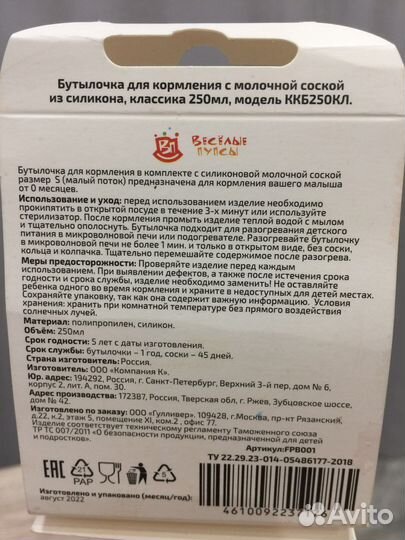 Бутылочка для кормления с молочной соской
из силикона, классика 250мл, модель ККБ250КЛ.
ВП ВЕСЁЛЫЕ
ПУПСЫ
Бутылочка для кормления в комплекте с силиконовой молочной соской
размер S (малый поток) предназначена для кормления вашего малыша
от 0 месяцев.
Использование и уход: перед использованием изделие необходимо
прокипятить в открытой посуде в течение 3-х минут или используйте
стерилизатор. После кормления промыть изделие теплой водой с мылом
и тщательно ополоснуть. Бутылочка подходит для разогревания детского
питания в микроволновой печи или подогревателе. Разогревайте бутылочку
в микроволновой печи не более 1 мин. и только в открытом виде, без соски,
кольца и колпачка. Тщательно перемешайте содержимое после разогрева.
Меры предосторожности: Проверяйте изделие перед каждым
использованием. При выявлении дефектов, а также после истечения срока
годности и срока службы, изделие необходимо заменить! Не оставляйте
ребенка одного во время кормления и храните в недоступных для детей местах.
Сохраняйте упаковку, так как она содержит важную информацию. Условия
хранения: хранить при комнатной температуре без прямого воздействия
солнечных лучей.
Материал: полипропилен, силикон.
Объём: 250мл
Срок годности: 5 лет с даты изготовления.
Срок службы: бутылочки – 1 год, соски – 45 дней.
Страна изготовитель: Россия.
Изготовитель: ООО «Компания К».
Юр. адрес: 194292, Россия, г. Санкт-Петербург, Верхний 3-й пер, дом № 6,
корпус 2, лит. А, пом. 30.
Адрес производства: 172387, Россия, Тверская обл, г. Ржев, Зубцовское шоссе,
дом № 42.
Изготовлено по заказу: ООО «Гулливер» 109428, г.Москва, пр-кт Рязанский,
д.22, к.2, этаж 5, помещение XI, ком.2, офис 77.
Изделие соответствует техническому регламенту Таможенного союза
ТР ТС 007/2011 «О безопасности продукции, предназначенной для детей
и подростков».
Артикул:FPB001
ТУ 22.29.23-014-05486177-2018
EAC
21
PAP
5
Изготовлено и упаковано (месяц/год):
август 2022
4610092237
Avito